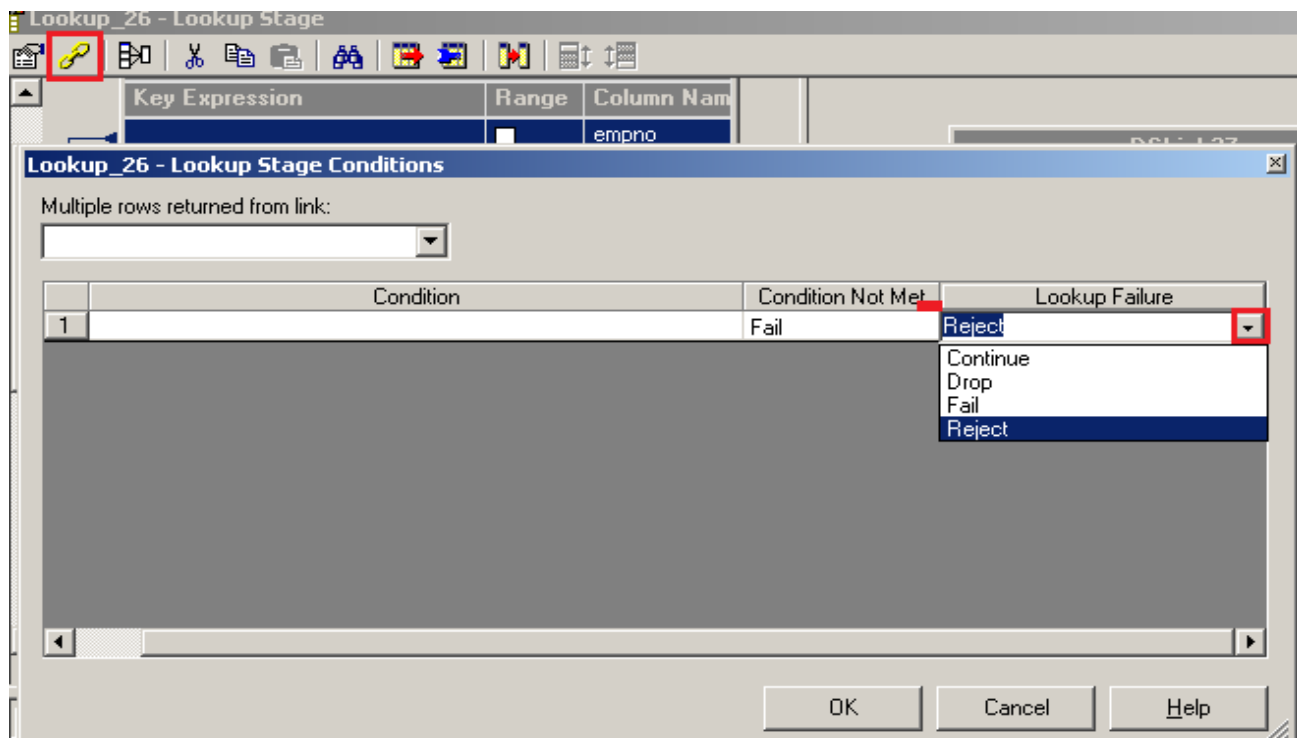 Lookup_26 - Lookup Stage
Key Expression Range Column Nam
empno
Lookup_26 - Lookup Stage Conditions
Multiple rows returned from link:
Condition Condition Not Met Lookup Failure
1 Fail Reject
Continue
Drop
Fail
Reject
OK Cancel Help